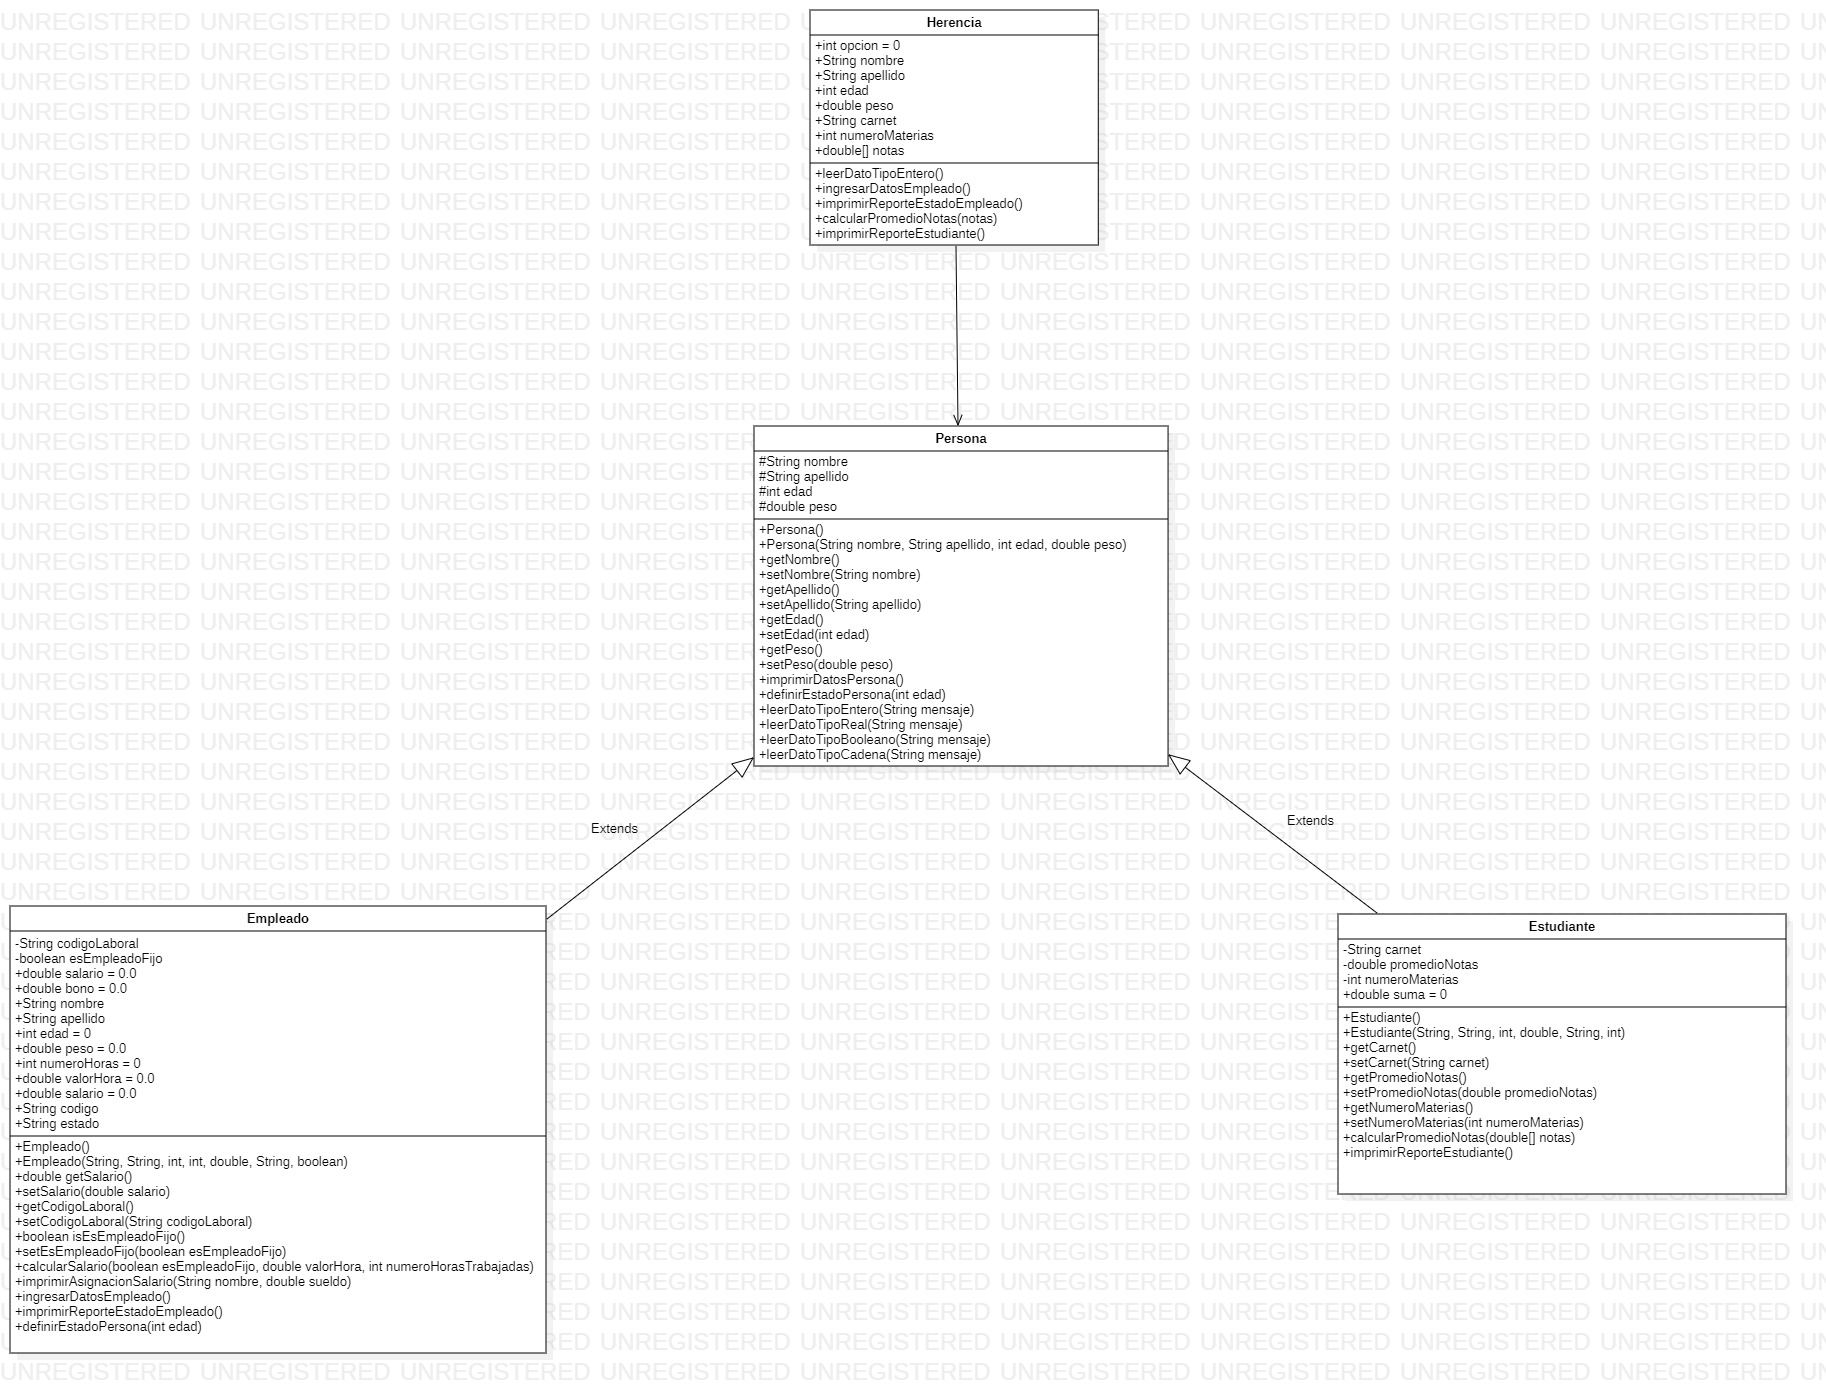 Herencia
+int opcion = 0
+String nombre
+String apellido
+int edad
+double peso
+String carnet
+int numeroMaterias
+double[] notas
+leerDatoTipoEntero()
+ingresarDatosEmpleado()
+imprimirReporteEstadoEmpleado()
+calcularPromedioNotas(notas)
+imprimirReporteEstudiante()
Persona
#String nombre
#String apellido
#int edad
#double peso
+Persona()
+Persona(String nombre, String apellido, int edad, double peso)
+getNombre()
+setNombre(String nombre)
+getApellido()
+setApellido(String apellido)
+getEdad()
+setEdad(int edad)
+getPeso()
+setPeso(double peso)
+imprimirDatosPersona()
+definirEstadoPersona(int edad)
+leerDatoTipoEntero(String mensaje)
+leerDatoTipoReal(String mensaje)
+leerDatoTipoBooleano(String mensaje)
+leerDatoTipoCadena(String mensaje)
Extends
Extends
Empleado
-String codigoLaboral
-boolean esEmpleadoFijo
+double salario = 0.0
+double bono = 0.0
+String nombre
+String apellido
+int edad = 0
+double peso = 0.0
+int numeroHoras = 0
+double valorHora = 0.0
+double salario = 0.0
+String codigo
+String estado
+Empleado()
+Empleado(String, String, int, int, double, String, boolean)
+double getSalario()
+setSalario(double salario)
+getCodigoLaboral()
+setCodigoLaboral(String codigoLaboral)
+boolean isEsEmpleadoFijo()
+setEsEmpleadoFijo(boolean esEmpleadoFijo)
+calcularSalario(boolean esEmpleadoFijo, double valorHora, int numeroHorasTrabajadas)
+imprimirAsignacionSalario(String nombre, double sueldo)
+ingresarDatosEmpleado()
+imprimirReporteEstadoEmpleado()
+definirEstadoPersona(int edad)
Estudiante
-String carnet
-double promedioNotas
-int numeroMaterias
+double suma = 0
+Estudiante()
+Estudiante(String, String, int, double, String, int)
+getCarnet()
+setCarnet(String carnet)
+getPromedioNotas()
+setPromedioNotas(double promedioNotas)
+getNumeroMaterias()
+setNumeroMaterias(int numeroMaterias)
+calcularPromedioNotas(double[] notas)
+imprimirReporteEstudiante()
UNREGISTERED